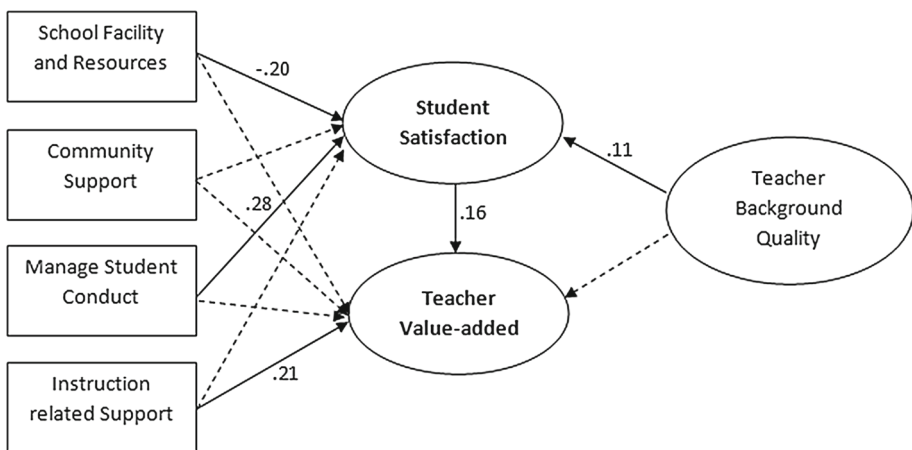 School Facility
and Resources
-.20
Student
Satisfaction
Community
Support
.11
Teacher
Background
Quality
.28
.16
Manage Student
Conduct
Teacher
Value-added
.21
Instruction
related Support